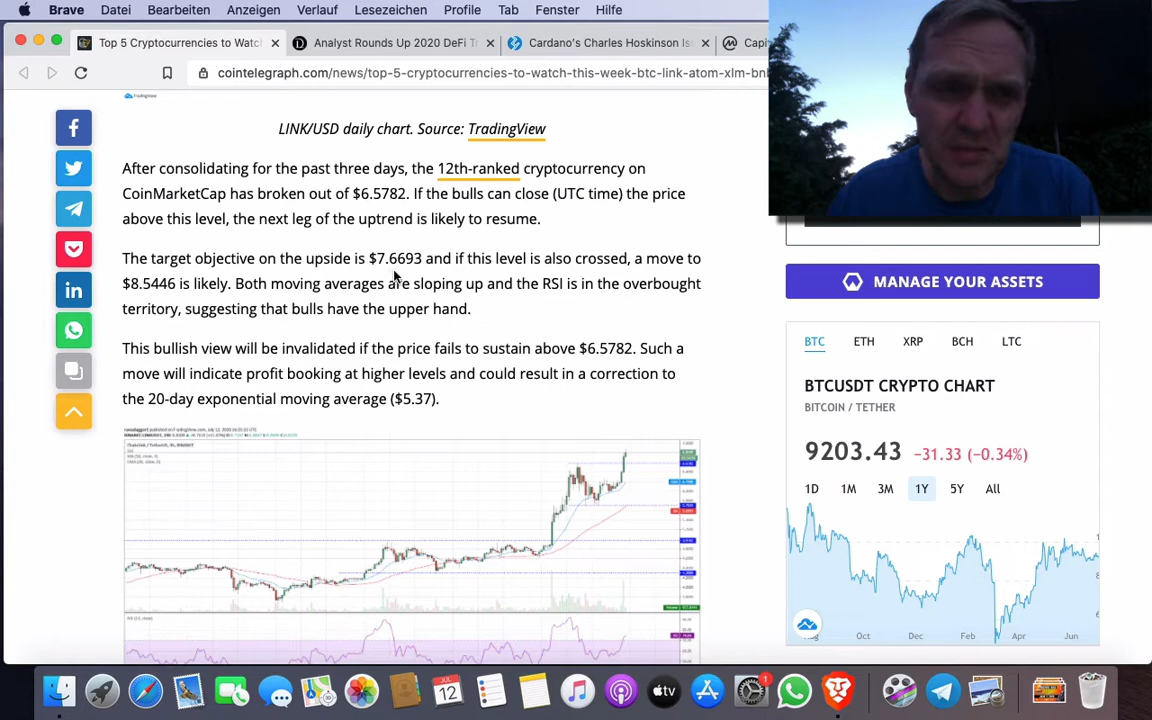 Brave Datei Bearbeiten Anzeigen Verlauf Lesezeichen Profile Tab Fenster Hilfe
Top 5 Cryptocurrencies to Watch
Analyst Rounds Up 2020 DeFi T
Cardano's Charles Hoskinson Is
cointelegraph.com/news/top-5-cryptocurrencies-to-watch-this-week-btc-link-atom-xlm-bnb
TradingView
LINK/USD daily chart. Source: TradingView
After consolidating for the past three days, the 12th-ranked cryptocurrency on
CoinMarketCap has broken out of $6.5782. If the bulls can close (UTC time) the price
above this level, the next leg of the uptrend is likely to resume.
The target objective on the upside is $7.6693 and if this level is also crossed, a move to
$8.5446 is likely. Both moving averages are sloping up and the RSI is in the overbought
territory, suggesting that bulls have the upper hand.
This bullish view will be invalidated if the price fails to sustain above $6.5782. Such a
move will indicate profit booking at higher levels and could result in a correction to
the 20-day exponential moving average ($5.37).
MANAGE YOUR ASSETS
BTC ETH XRP BCH LTC
BTCUSDT CRYPTO CHART
BITCOIN / TETHER
9203.43 −31.33 (−0.34%)
1D 1M 3M 1Y 5Y All
Oct Dec Feb Apr Jun
JUL
12
tv
1